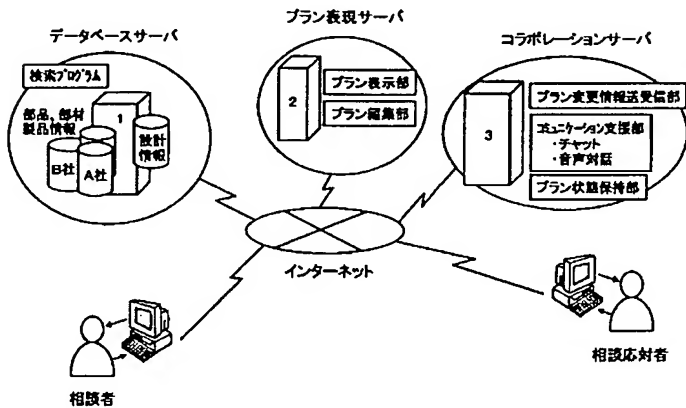 データベースサーバ
検索プログラム
部品、部材
製品情報
1
設計
情報
B社
A社
プラン表現サーバ
2
プラン表示部
プラン編集部
コラボレーションサーバ
3
プラン変更情報送受信部
コミュニケーション支援部
・チャット
・音声対話
プラン状態保持部
インターネット
相談者
相談応対者